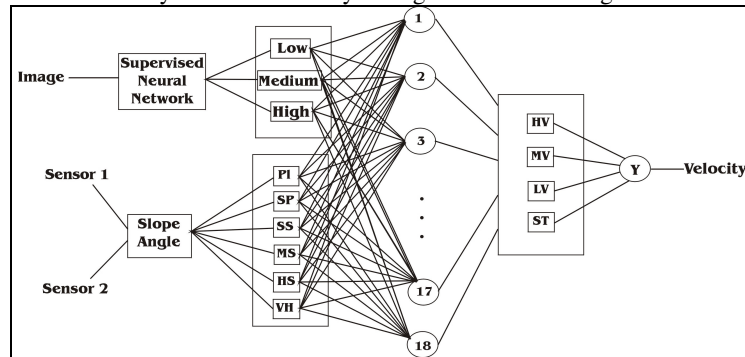 Image
Supervised
Neural
Network
Low
Medium
High
Sensor 1
Slope
Angle
Sensor 2
PI
SP
SS
MS
HS
VH
1
2
3
17
18
HV
MV
LV
ST
Y
Velocity